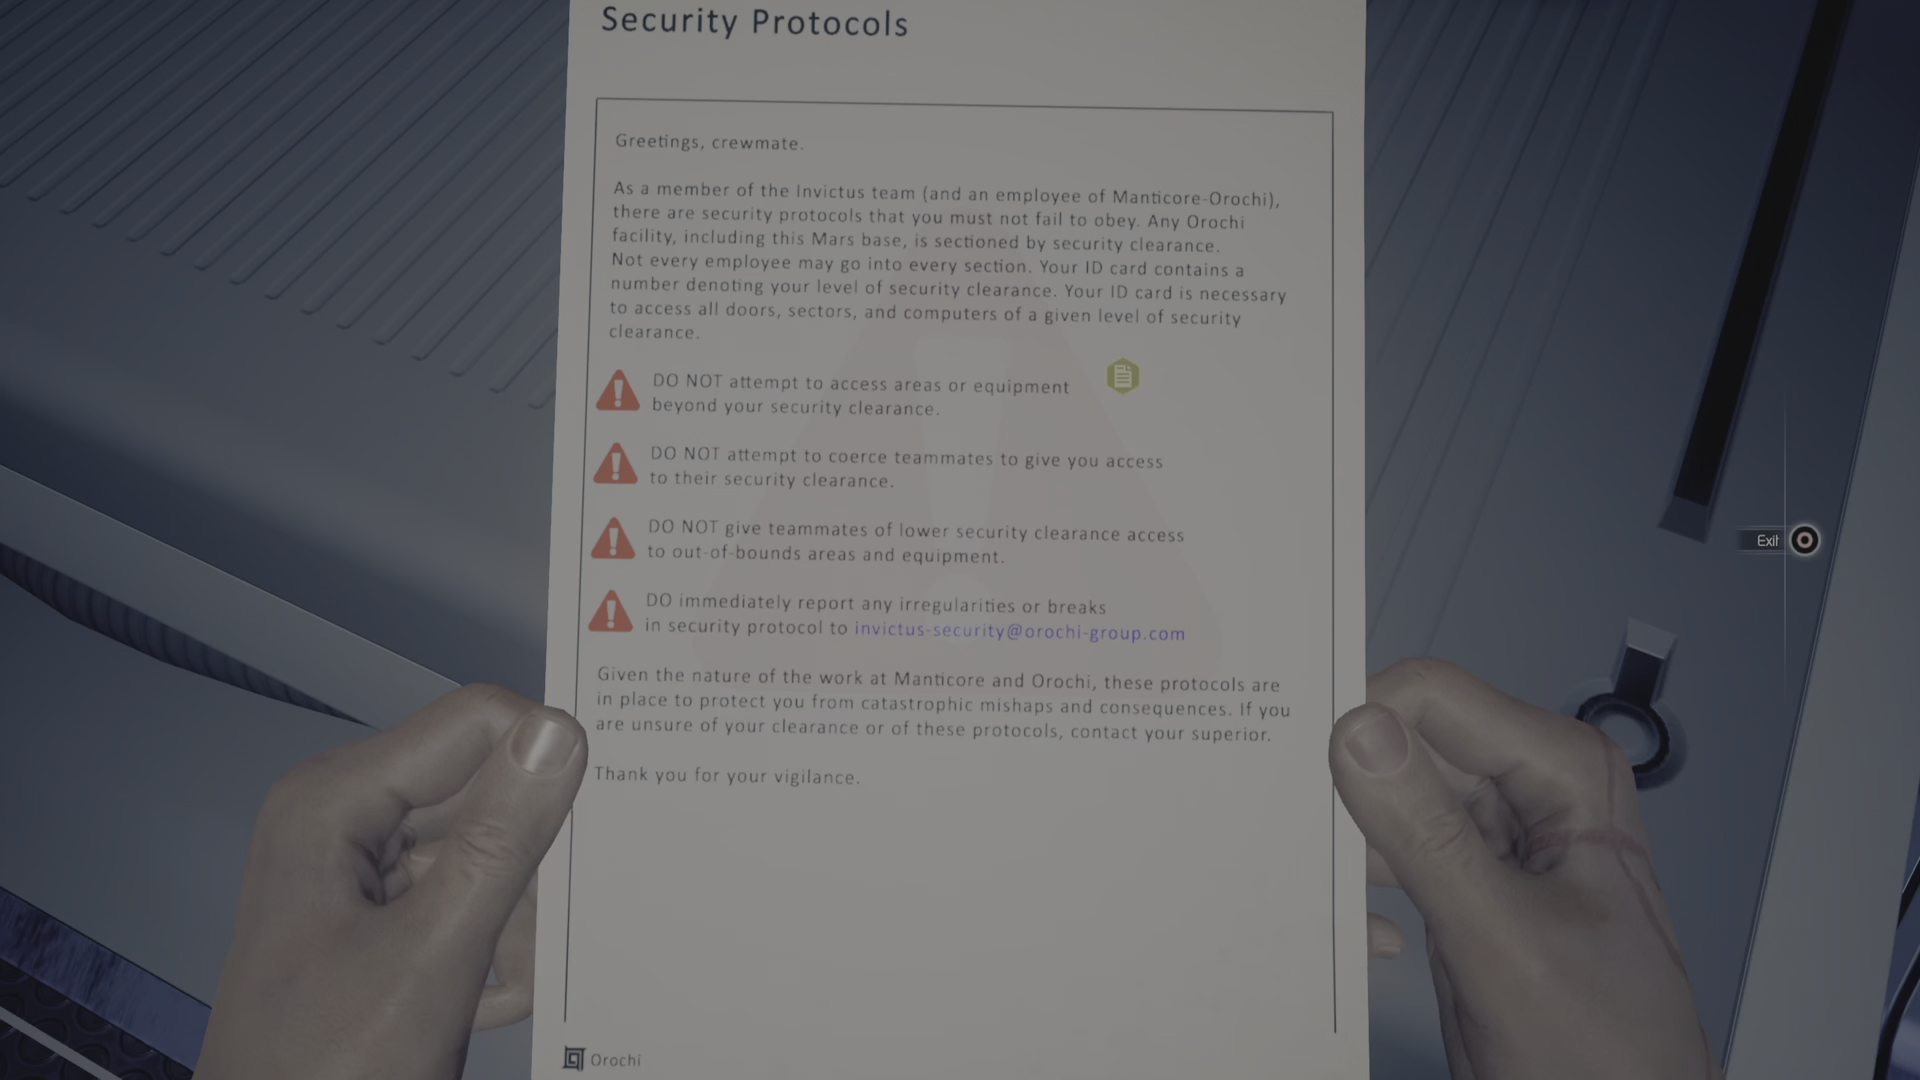 Security Protocols
Greetings, crewmate.
As a member of the Invictus team (and an employee of Manticore-Orochi),
there are security protocols that you must not fail to obey. Any Orochi
facility, including this Mars base, is sectioned by security clearance.
Not every employee may go into every section. Your ID card contains a
number denoting your level of security clearance. Your ID card is necessary
to access all doors, sectors, and computers of a given level of security
clearance.
DO NOT attempt to access areas or equipment
beyond your security clearance.
DO NOT attempt to coerce teammates to give you access
to their security clearance.
DO NOT give teammates of lower security clearance access
to out-of-bounds areas and equipment.
DO immediately report any irregularities or breaks
in security protocol to invictus-security@orochi-group.com
Given the nature of the work at Manticore and Orochi, these protocols are
in place to protect you from catastrophic mishaps and consequences. If you
are unsure of your clearance or of these protocols, contact your superior.
Thank you for your vigilance.
Orochi
Exit